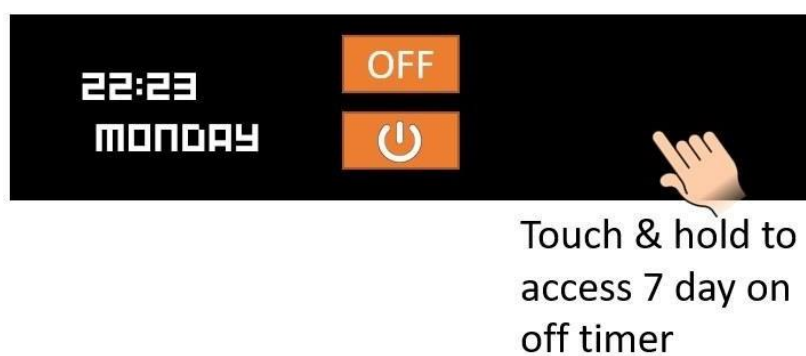 22:23
MONDAY
OFF
Touch & hold to
access 7 day on
off timer